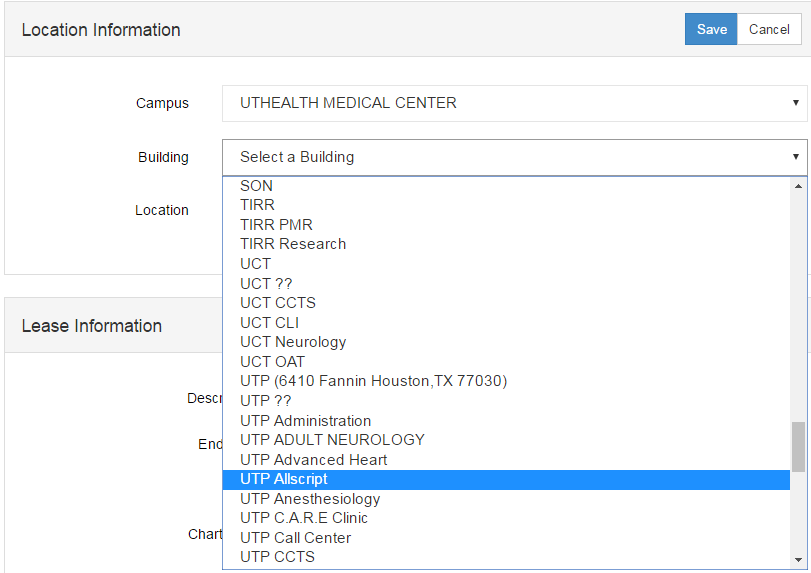 Location Information
Save Cancel
Campus UTHEALTH MEDICAL CENTER
Building Select a Building
SON
TIRR
Location
TIRR PMR
TIRR Research
UCT
UCT ??
UCT CCTS
UCT CLI
Lease Information
UCT Neurology
UCT OAT
UTP (6410 Fannin Houston,TX 77030)
Descr
UTP ??
UTP Administration
End
UTP ADULT NEUROLOGY
UTP Advanced Heart
UTP Allscript
UTP Anesthesiology
UTP C.A.R.E Clinic
Chart
UTP Call Center
UTP CCTS